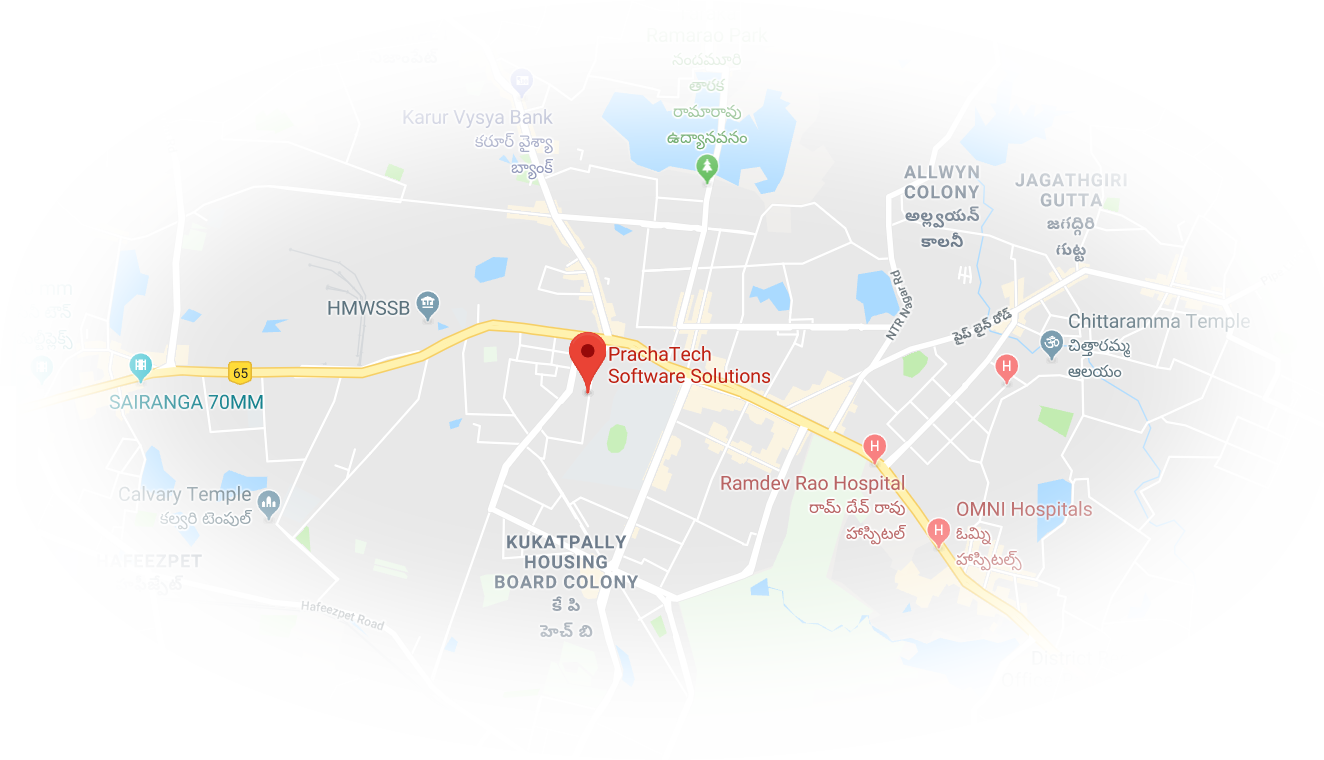 Ramarao Park
నందమూరి
తారక
రామారావు
ఉద్యానవనం
Karur Vysya Bank
కరూర్ వైశ్యా
బ్యాంక్
ALLWYN
COLONY
అల్వయన్
కాలనీ
JAGATHGIRI
GUTTA
జగద్గిరి
గుట్ట
HMWSSB
NTR Nagar Rd
పైప్ లైన్ రోడ్
Chittaramma Temple
చిత్తారమ్మ
ఆలయం
H
PrachaTech
Software Solutions
65
SAIRANGA 70MM
H
Ramdev Rao Hospital
రామ్ దేవ్ రావు
హాస్పిటల్
Calvary Temple
కల్వరి టెంపుల్
H
OMNI Hospitals
ఓమ్ని
హాస్పిటల్స్
KUKATPALLY
HOUSING
BOARD COLONY
కే పి
హెచ్ బి
HAFEEZPET
Hafeezpet Road